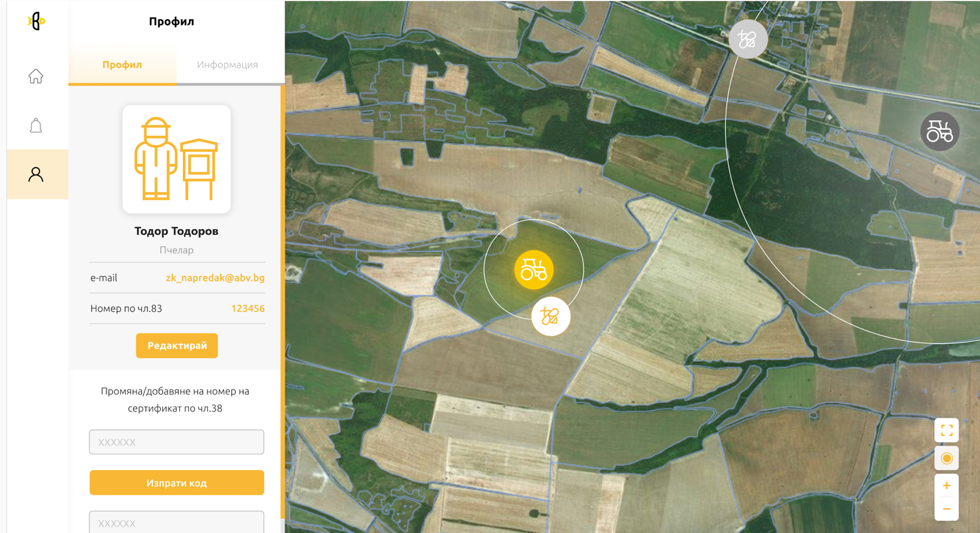 Профил
Профил
Информация
Тодор Тодоров
Пчелар
e-mail zk_napredak@abv.bg
Номер по чл.83 123456
Редактирай
Промяна/добавяне на номер на
сертификат по чл.38
XXXXXX
Изпрати код
XXXXXX